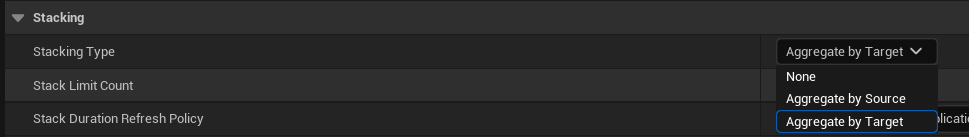 Stacking
Stacking Type
Aggregate by Target
None
Stack Limit Count
Aggregate by Source
Stack Duration Refresh Policy
Aggregate by Target